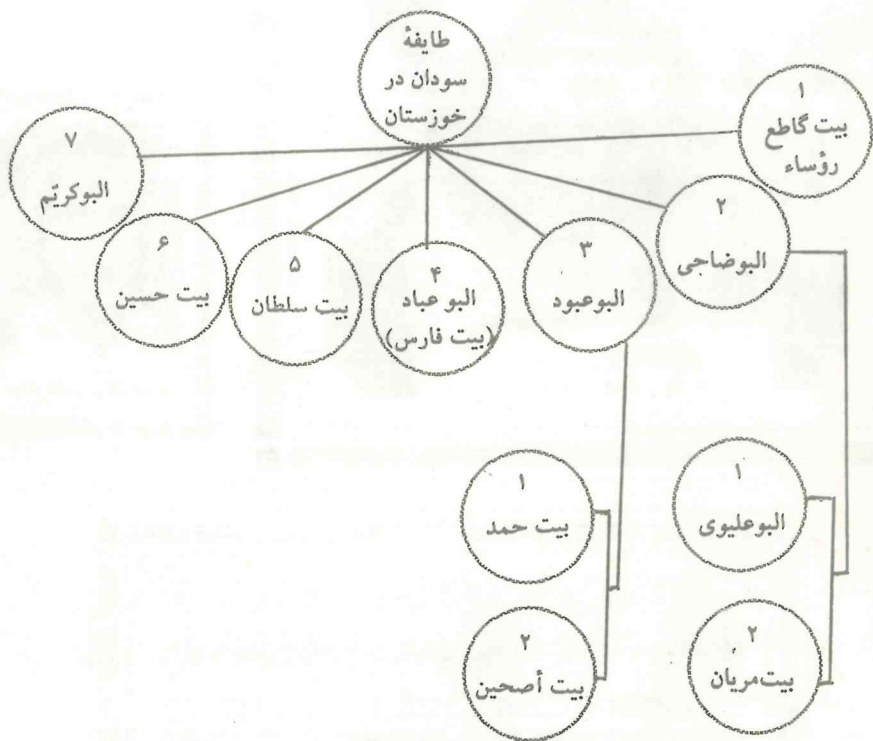 طایفهٔ
سودان در
خوزستان
۱
بیت گاطع
رؤساء
۲
البوضاجی
۳
البوعبود
۴
البو عباد
(بیت فارس)
۵
بیت سلطان
۶
بیت حسین
۷
البوکریّم
۱
البوعلیوی
۲
بیت‌مریان
۱
بیت حمد
۲
بیت أصحین